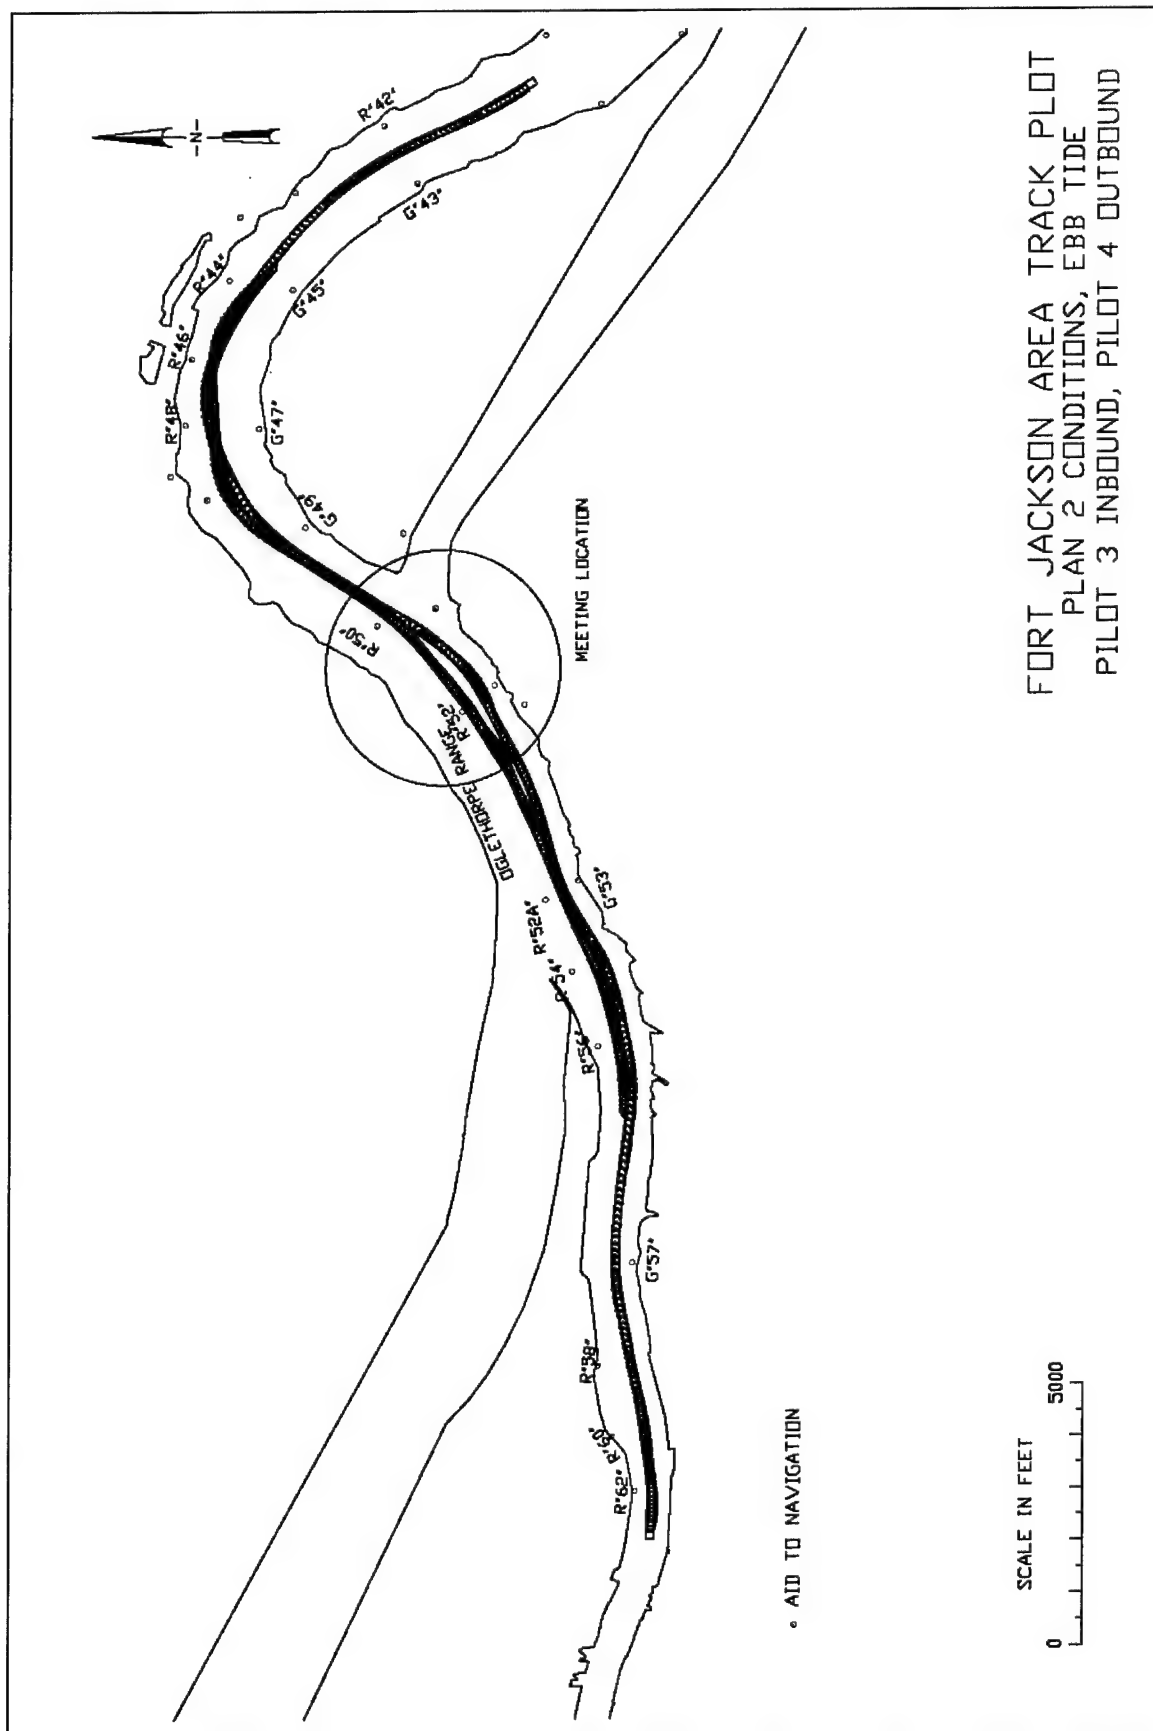 -N-
R"42"
G"43"
R"44"
G"45"
R"46"
G"47"
R"48"
G"49"
R"50"
MEETING LOCATION
R"52"
OGLETHORPE RANGE
R"52A"
G"53"
R"54"
R"56"
G"57"
R"58"
R"60"
R"62"
FORT JACKSON AREA TRACK PLOT
PLAN 2 CONDITIONS, EBB TIDE
PILOT 3 INBOUND, PILOT 4 OUTBOUND
∘ AID TO NAVIGATION
SCALE IN FEET
0 5000